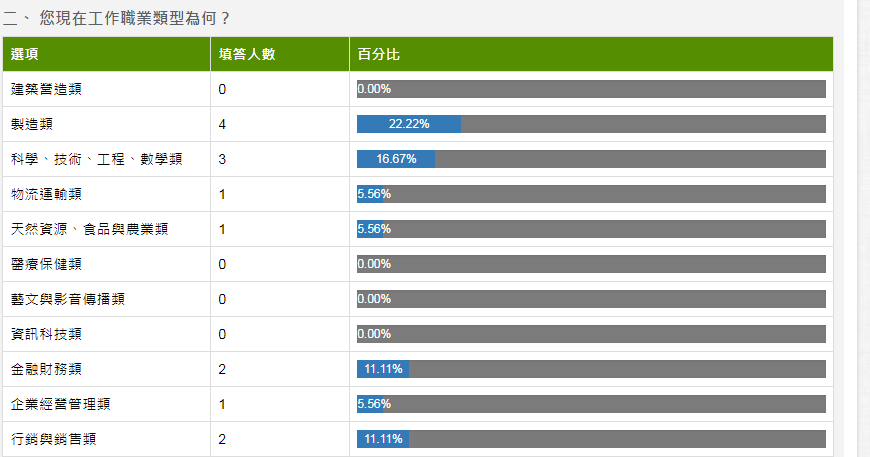 二、 您現在工作職業類型為何？
選項 填答人數 百分比
建築營造類 0 0.00%
製造類 4 22.22%
科學、技術、工程、數學類 3 16.67%
物流運輸類 1 5.56%
天然資源、食品與農業類 1 5.56%
醫療保健類 0 0.00%
藝文與影音傳播類 0 0.00%
資訊科技類 0 0.00%
金融財務類 2 11.11%
企業經營管理類 1 5.56%
行銷與銷售類 2 11.11%